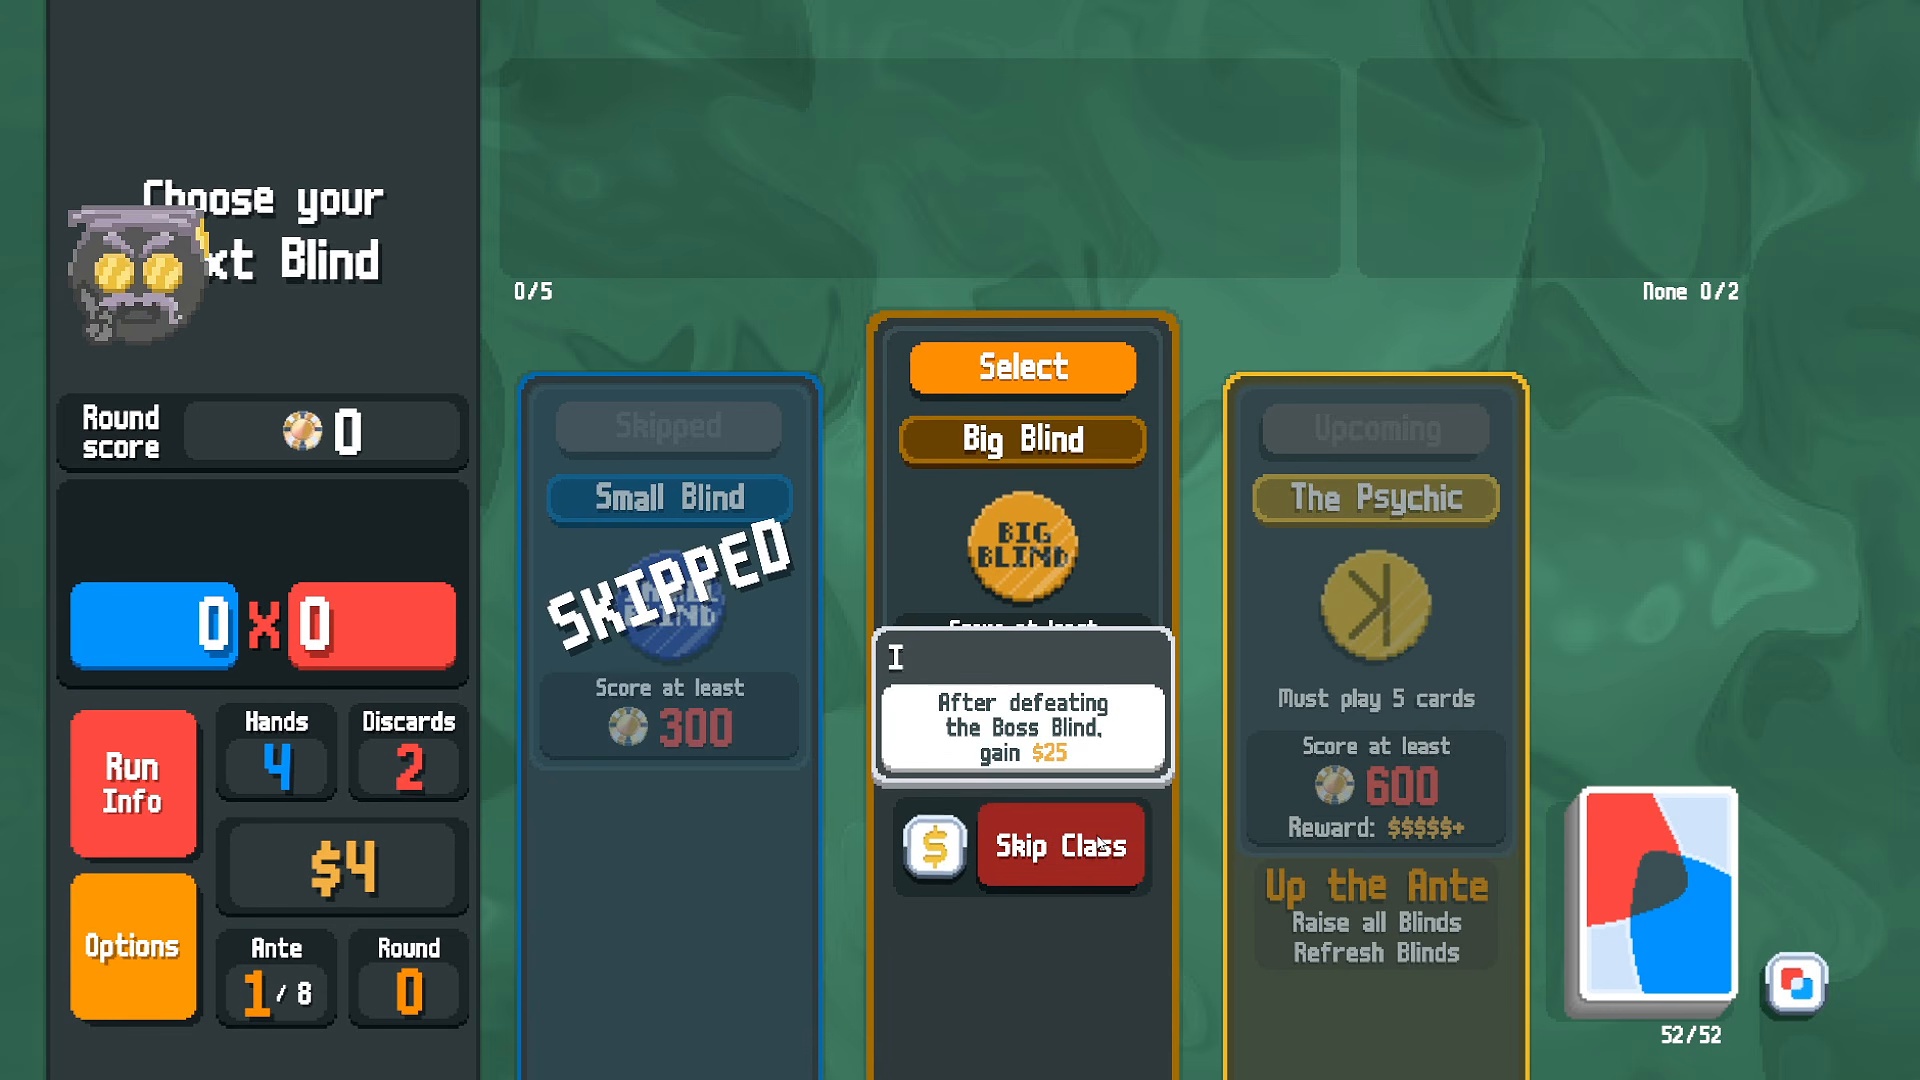 Choose your
xt Blind
Round
score
0
0 X 0
Run
Info
Hands
4
Discards
2
$4
Options
Ante
1 / 8
Round
0
0/5
None 0/2
Skipped
Small Blind
SKIPPED
Score at least
300
Select
Big Blind
BIG
BLIND
Score at least
I
After defeating
the Boss Blind,
gain $25
$
Skip Class
Upcoming
The Psychic
Must play 5 cards
Score at least
600
Reward: $$$$$+
Up the Ante
Raise all Blinds
Refresh Blinds
52/52